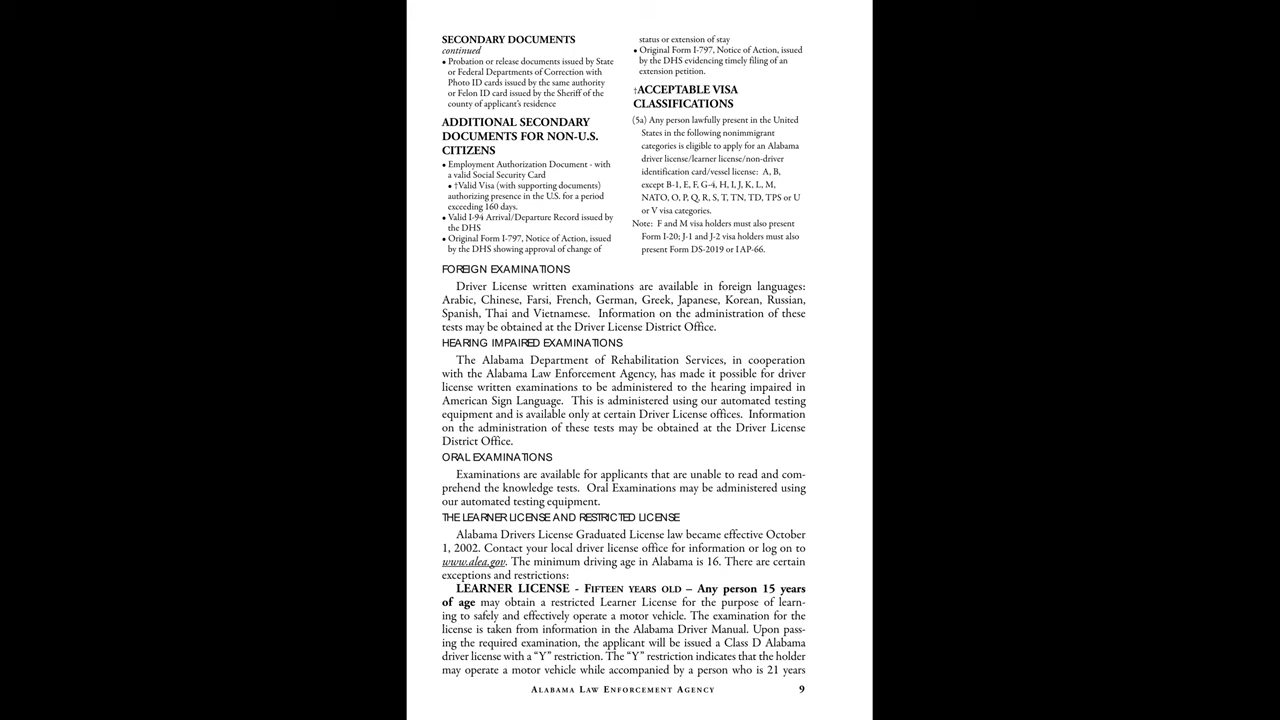 SECONDARY DOCUMENTS
continued
• Probation or release documents issued by State
or Federal Departments of Correction with
Photo ID cards issued by the same authority
or Felon ID card issued by the Sheriff of the
county of applicant's residence
ADDITIONAL SECONDARY
DOCUMENTS FOR NON-U.S.
CITIZENS
• Employment Authorization Document - with
a valid Social Security Card
• †Valid Visa (with supporting documents)
authorizing presence in the U.S. for a period
exceeding 160 days.
• Valid I-94 Arrival/Departure Record issued by
the DHS
• Original Form I-797, Notice of Action, issued
by the DHS showing approval of change of
status or extension of stay
• Original Form I-797, Notice of Action, issued
by the DHS evidencing timely filing of an
extension petition.
†ACCEPTABLE VISA
CLASSIFICATIONS
(5a) Any person lawfully present in the United
States in the following nonimmigrant
categories is eligible to apply for an Alabama
driver license/learner license/non-driver
identification card/vessel license: A, B,
except B-1, E, F, G-4, H, I, J, K, L, M,
NATO, O, P, Q, R, S, T, TN, TD, TPS or U
or V visa categories.
Note: F and M visa holders must also present
Form I-20; J-1 and J-2 visa holders must also
present Form DS-2019 or IAP-66.
FOREIGN EXAMINATIONS
Driver License written examinations are available in foreign languages:
Arabic, Chinese, Farsi, French, German, Greek, Japanese, Korean, Russian,
Spanish, Thai and Vietnamese. Information on the administration of these
tests may be obtained at the Driver License District Office.
HEARING IMPAIRED EXAMINATIONS
The Alabama Department of Rehabilitation Services, in cooperation
with the Alabama Law Enforcement Agency, has made it possible for driver
license written examinations to be administered to the hearing impaired in
American Sign Language. This is administered using our automated testing
equipment and is available only at certain Driver License offices. Information
on the administration of these tests may be obtained at the Driver License
District Office.
ORAL EXAMINATIONS
Examinations are available for applicants that are unable to read and com-
prehend the knowledge tests. Oral Examinations may be administered using
our automated testing equipment.
THE LEARNER LICENSE AND RESTRICTED LICENSE
Alabama Drivers License Graduated License law became effective October
1, 2002. Contact your local driver license office for information or log on to
www.alea.gov. The minimum driving age in Alabama is 16. There are certain
exceptions and restrictions:
LEARNER LICENSE - FIFTEEN YEARS OLD – Any person 15 years
of age may obtain a restricted Learner License for the purpose of learn-
ing to safely and effectively operate a motor vehicle. The examination for the
license is taken from information in the Alabama Driver Manual. Upon pass-
ing the required examination, the applicant will be issued a Class D Alabama
driver license with a “Y” restriction. The “Y” restriction indicates that the holder
may operate a motor vehicle while accompanied by a person who is 21 years
ALABAMA LAW ENFORCEMENT AGENCY 9